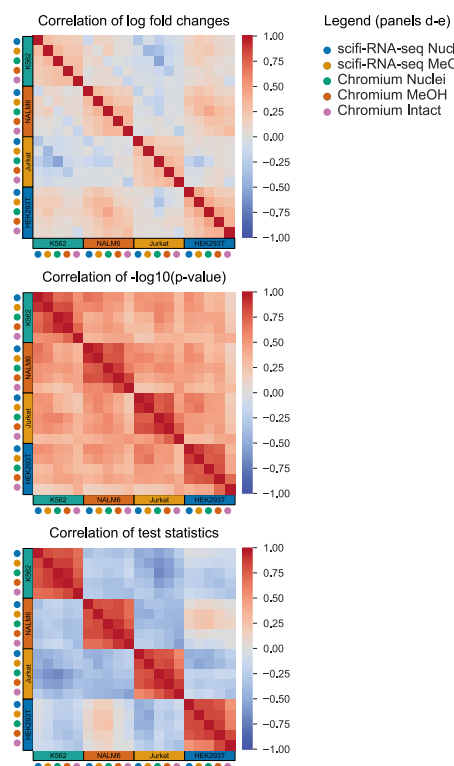 Correlation of log fold changes
Legend (panels d-e)
scifi-RNA-seq Nucl
scifi-RNA-seq MeO
Chromium Nuclei
Chromium MeOH
Chromium Intact
K562
NALM6
Jurkat
HEK293T
1.00
0.75
0.50
0.25
0.00
−0.25
−0.50
−0.75
−1.00
K562 NALM6 Jurkat HEK293T
Correlation of -log10(p-value)
K562
NALM6
Jurkat
HEK293T
1.00
0.75
0.50
0.25
0.00
−0.25
−0.50
−0.75
−1.00
K562 NALM6 Jurkat HEK293T
Correlation of test statistics
K562
NALM6
Jurkat
HEK293T
1.00
0.75
0.50
0.25
0.00
−0.25
−0.50
−0.75
−1.00
K562 NALM6 Jurkat HEK293T